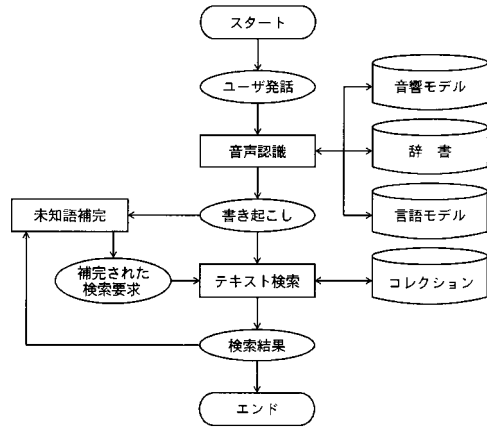 スタート
ユーザ発話
音響モデル
音声認識
辞 書
未知語補完
書き起こし
言語モデル
補完された
検索要求
テキスト検索
コレクション
検索結果
エンド